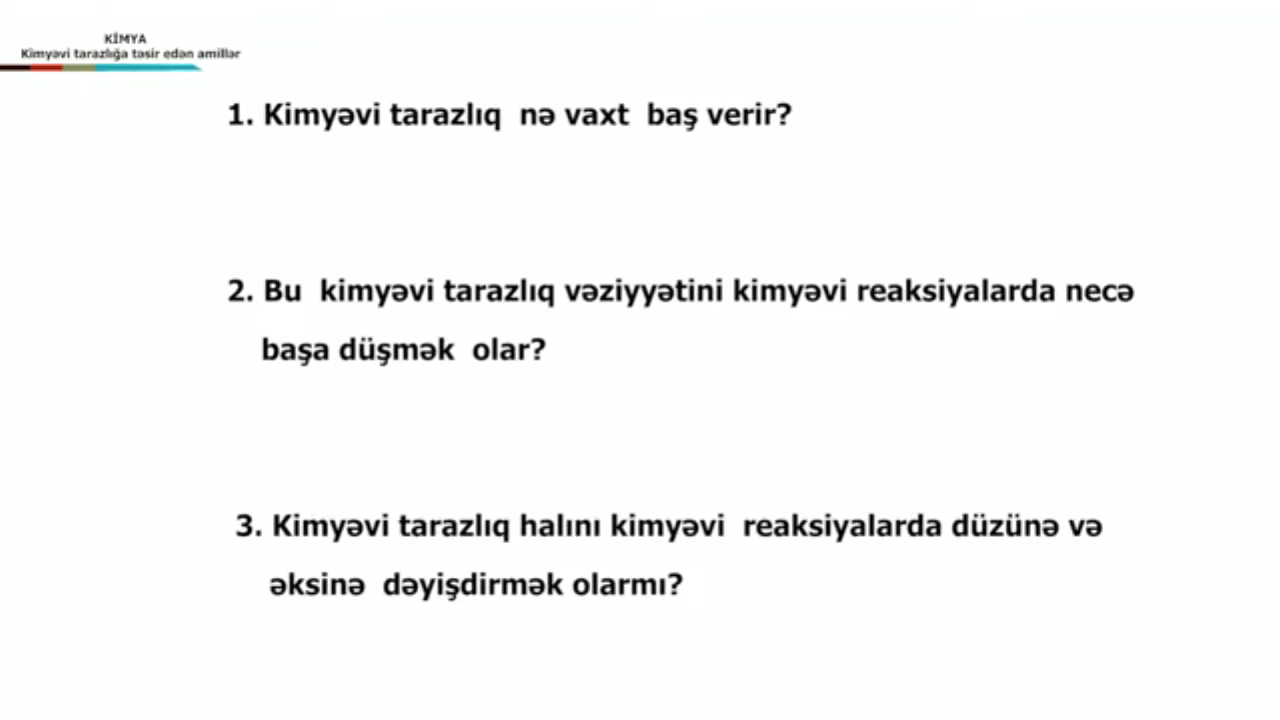 KİMYA
Kimyəvi tarazlığa təsir edən amillər
1. Kimyəvi tarazlıq nə vaxt baş verir?
2. Bu kimyəvi tarazlıq vəziyyətini kimyəvi reaksiyalarda necə
başa düşmək olar?
3. Kimyəvi tarazlıq halını kimyəvi reaksiyalarda düzünə və
əksinə dəyişdirmək olarmı?